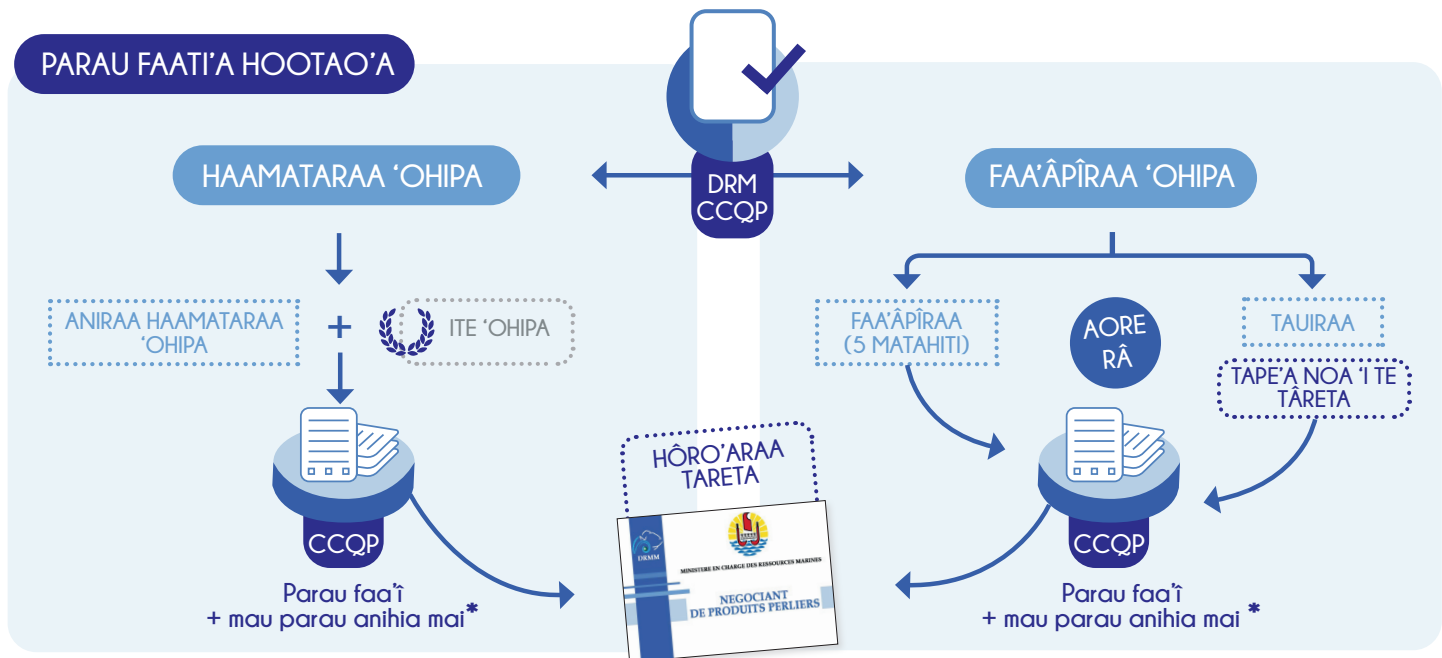 PARAU FAATI'A HOOTAO'A
DRM
CCQP
HAAMATARAA ‘OHIPA
ANIRAA HAAMATARAA
‘OHIPA
+
ITE ‘OHIPA
CCQP
Parau faa'î
+ mau parau anihia mai*
FAA'ÂPÎRAA ‘OHIPA
FAA'ÂPÎRAA
(5 MATAHITI)
AORE
RÂ
TAUIRAA
TAPE'A NOA ‘I TE
TÂRETA
CCQP
Parau faa'î
+ mau parau anihia mai *
HÔRO'ARAA
TARETA
DRMM
MINISTERE EN CHARGE DES RESSOURCES MARINES
NEGOCIANT
DE PRODUITS PERLIERS